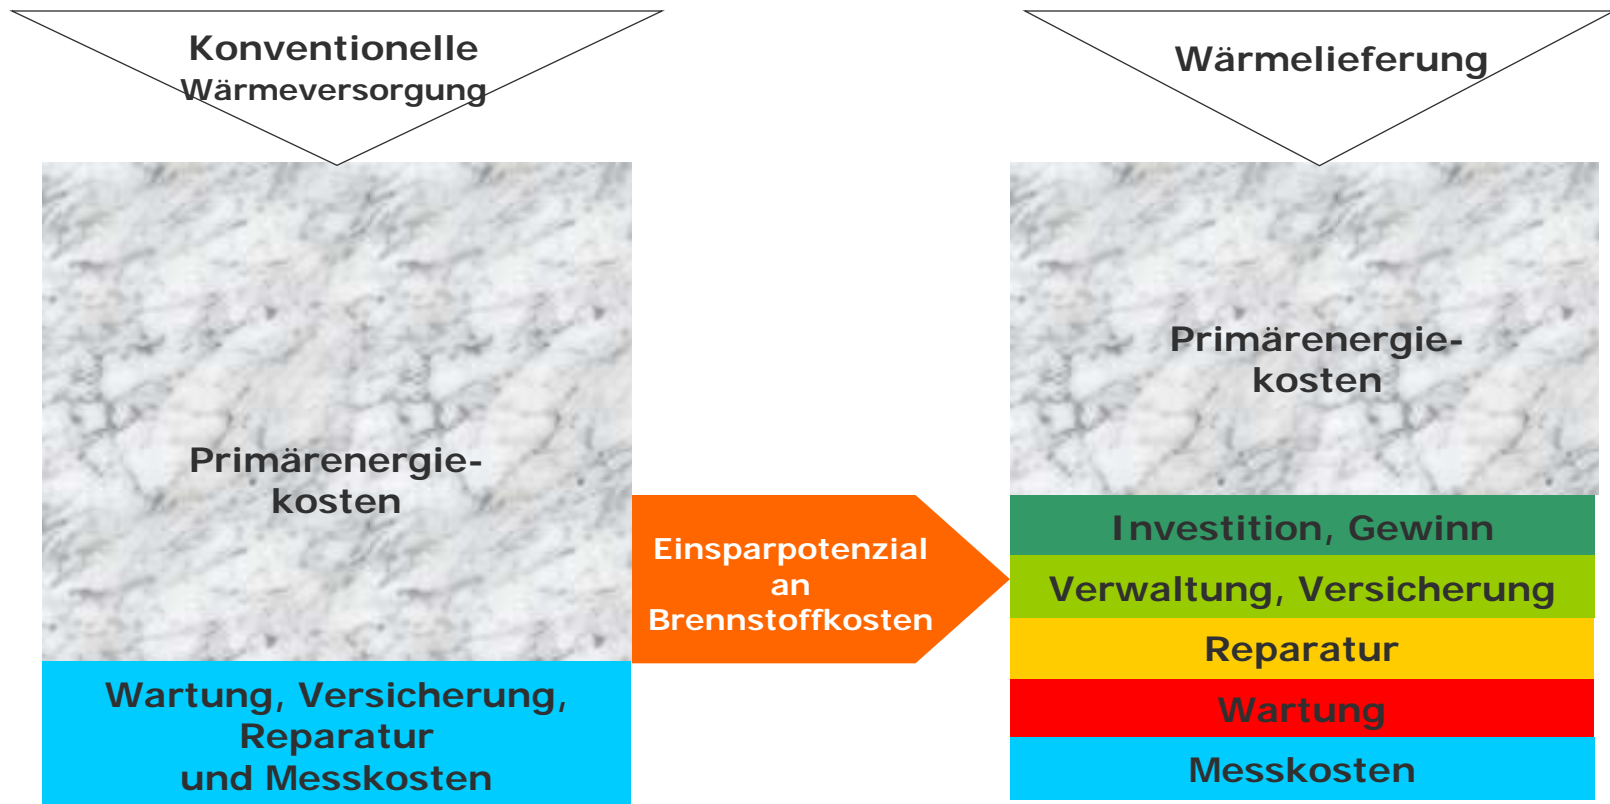 Konventionelle
Wärmeversorgung
Primärenergie-
kosten
Wartung, Versicherung,
Reparatur
und Messkosten
Einsparpotenzial
an
Brennstoffkosten
Wärmelieferung
Primärenergie-
kosten
Investition, Gewinn
Verwaltung, Versicherung
Reparatur
Wartung
Messkosten